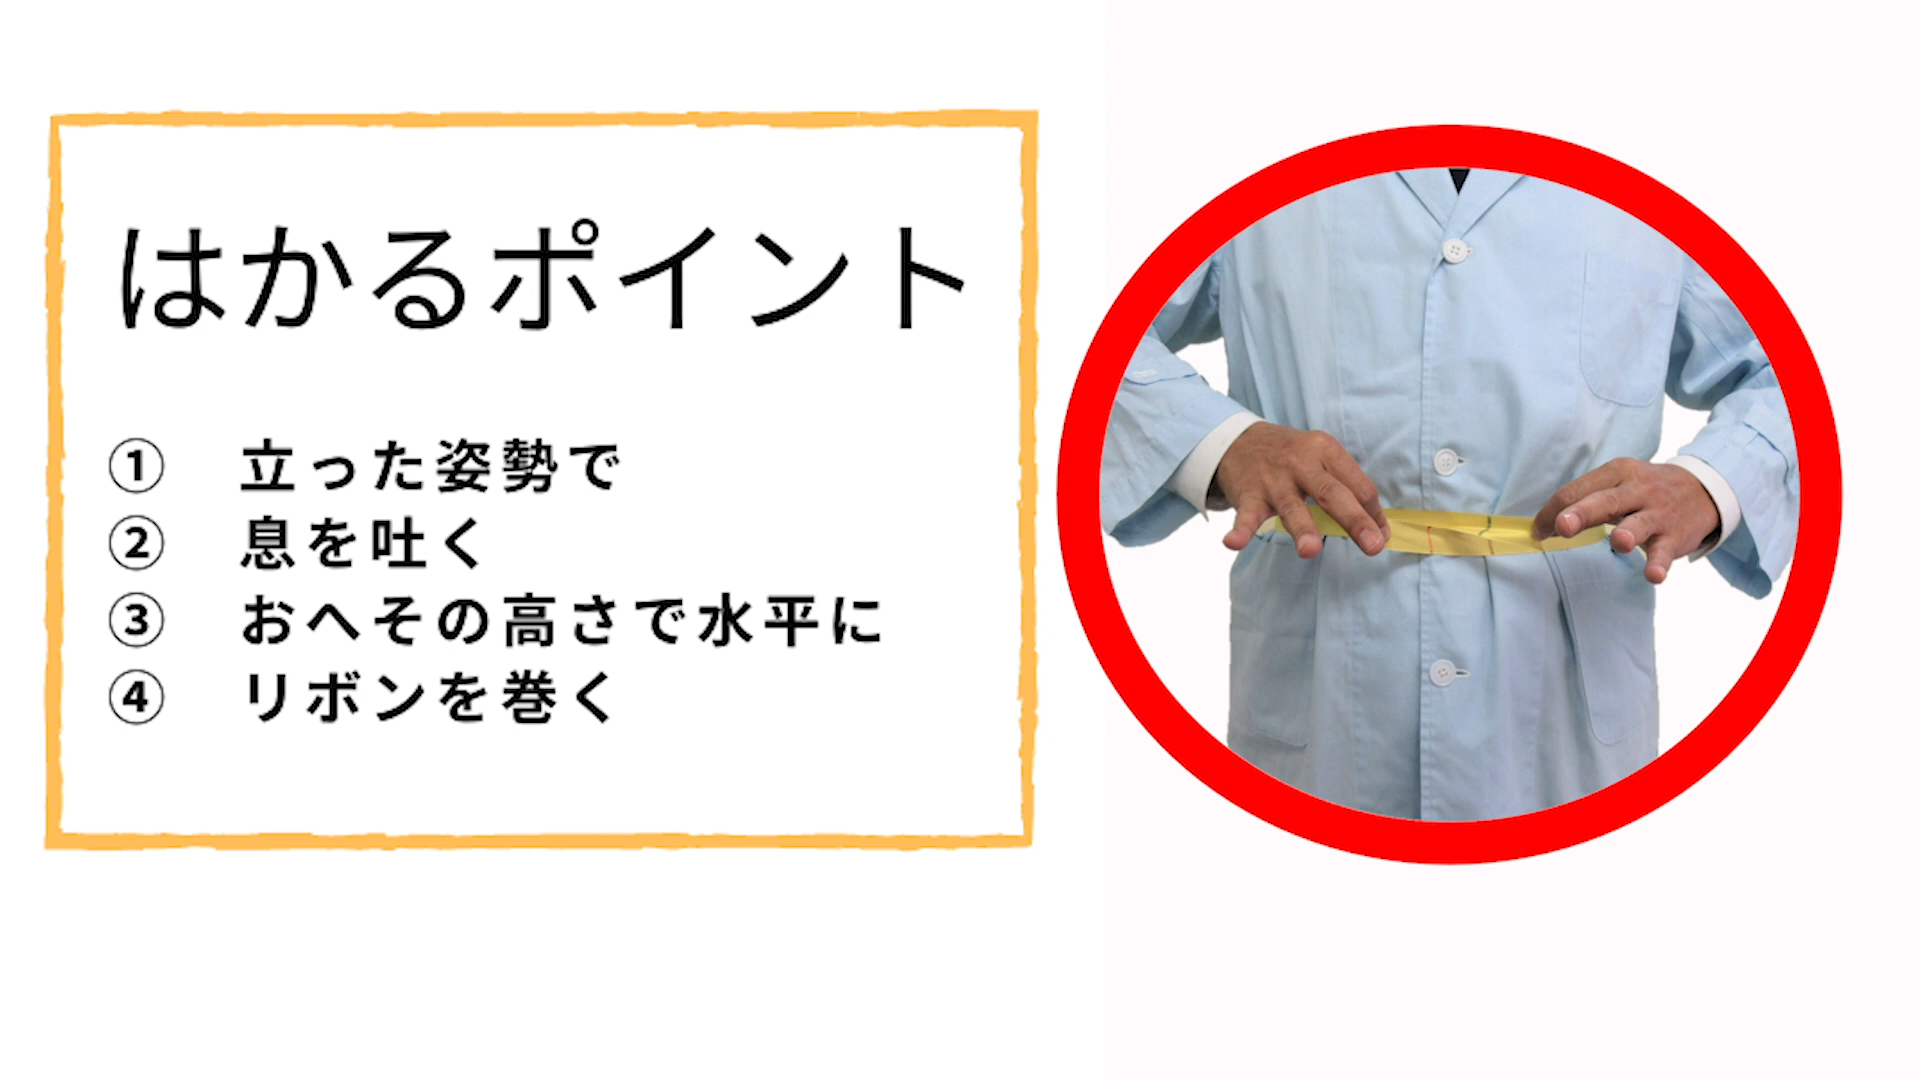 はかるポイント
① 立った姿勢で
② 息を吐く
③ おへその高さで水平に
④ リボンを巻く